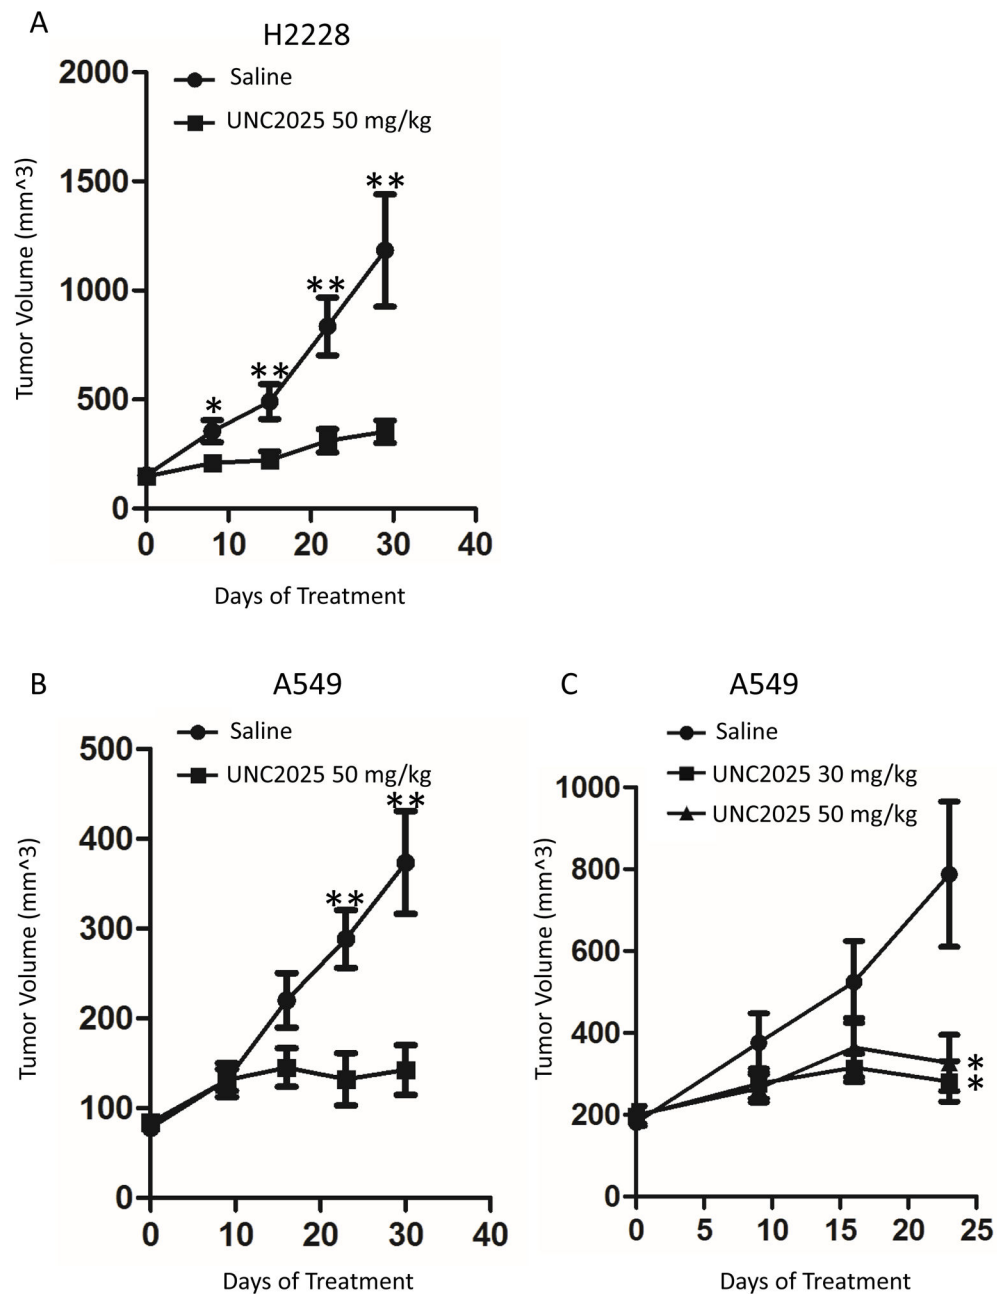 A
H2228
Saline
UNC2025 50 mg/kg
2000
1500
1000
500
0
**
**
**
*
0 10 20 30 40
Tumor Volume (mm^3)
Days of Treatment
B
A549
Saline
UNC2025 50 mg/kg
500
400
300
200
100
0
**
**
0 10 20 30 40
Tumor Volume (mm^3)
Days of Treatment
C
A549
Saline
UNC2025 30 mg/kg
UNC2025 50 mg/kg
1000
800
600
400
200
0
*
*
0 5 10 15 20 25
Tumor Volume (mm^3)
Days of Treatment